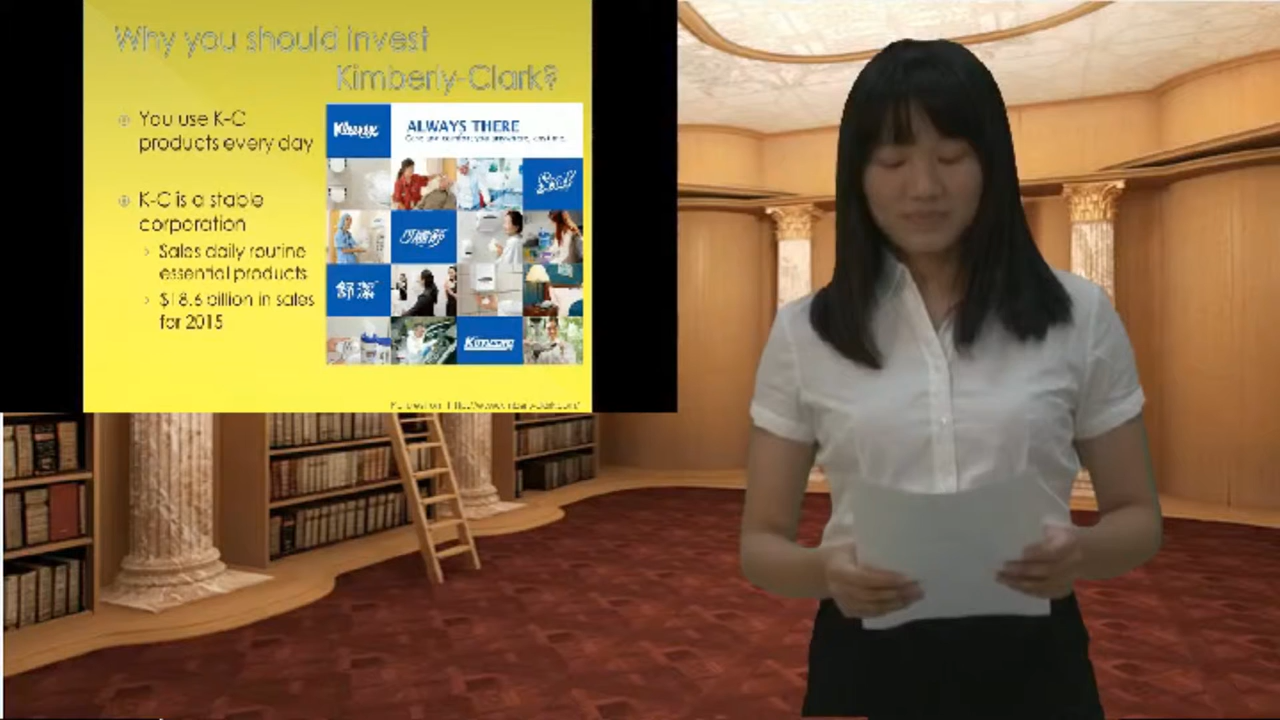 Why you should invest
Kimberly-Clark?
You use K-C
products every day
K-C is a stable
corporation
Sales daily routine
essential products
$18.6 billion in sales
for 2015
Kleenex
ALWAYS THERE
Scott
舒潔
Kimcare